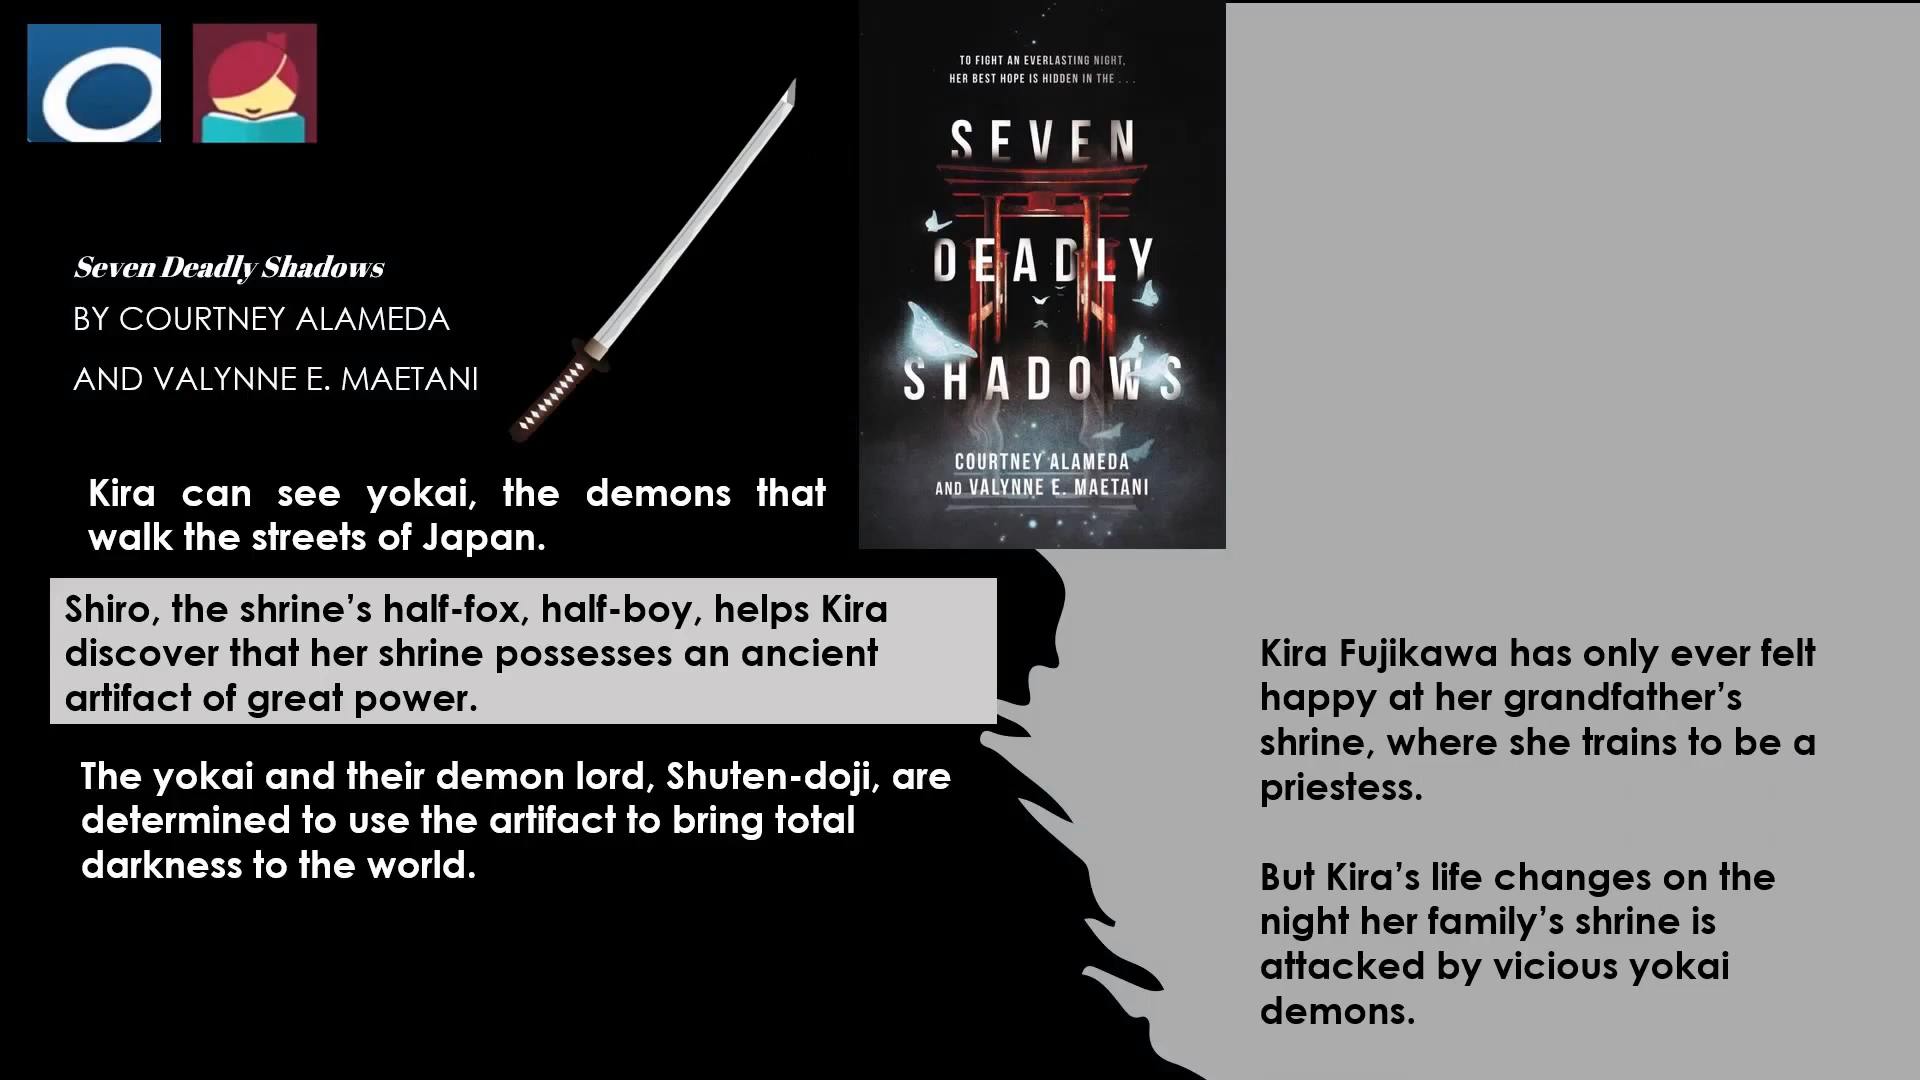 TO FIGHT AN EVERLASTING NIGHT,
HER BEST HOPE IS HIDDEN IN THE . . .
SEVEN
DEADLY
SHADOWS
COURTNEY ALAMEDA
AND VALYNNE E. MAETANI
Seven Deadly Shadows
BY COURTNEY ALAMEDA
AND VALYNNE E. MAETANI
Kira can see yokai, the demons that
walk the streets of Japan.
Shiro, the shrine’s half-fox, half-boy, helps Kira
discover that her shrine possesses an ancient
artifact of great power.
The yokai and their demon lord, Shuten-doji, are
determined to use the artifact to bring total
darkness to the world.
Kira Fujikawa has only ever felt
happy at her grandfather’s
shrine, where she trains to be a
priestess.
But Kira’s life changes on the
night her family’s shrine is
attacked by vicious yokai
demons.